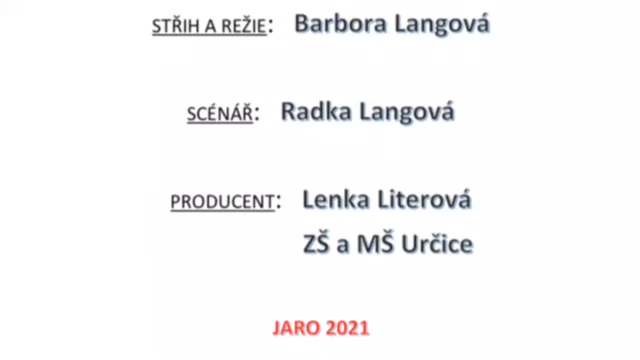 STŘIH A REŽIE: Barbora Langová
SCÉNÁŘ: Radka Langová
PRODUCENT: Lenka Literová
ZŠ a MŠ Určice
JARO 2021